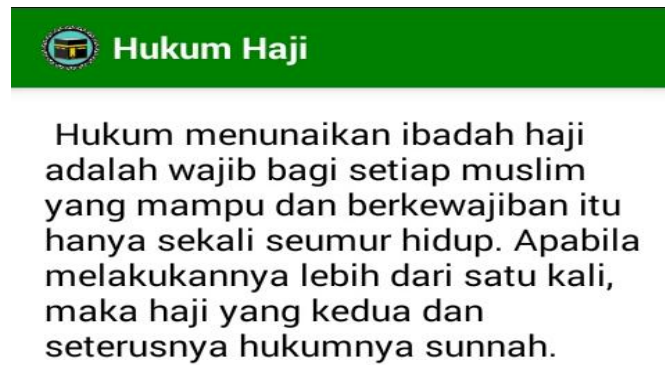 Hukum Haji
Hukum menunaikan ibadah haji
adalah wajib bagi setiap muslim
yang mampu dan berkewajiban itu
hanya sekali seumur hidup. Apabila
melakukannya lebih dari satu kali,
maka haji yang kedua dan
seterusnya hukumnya sunnah.